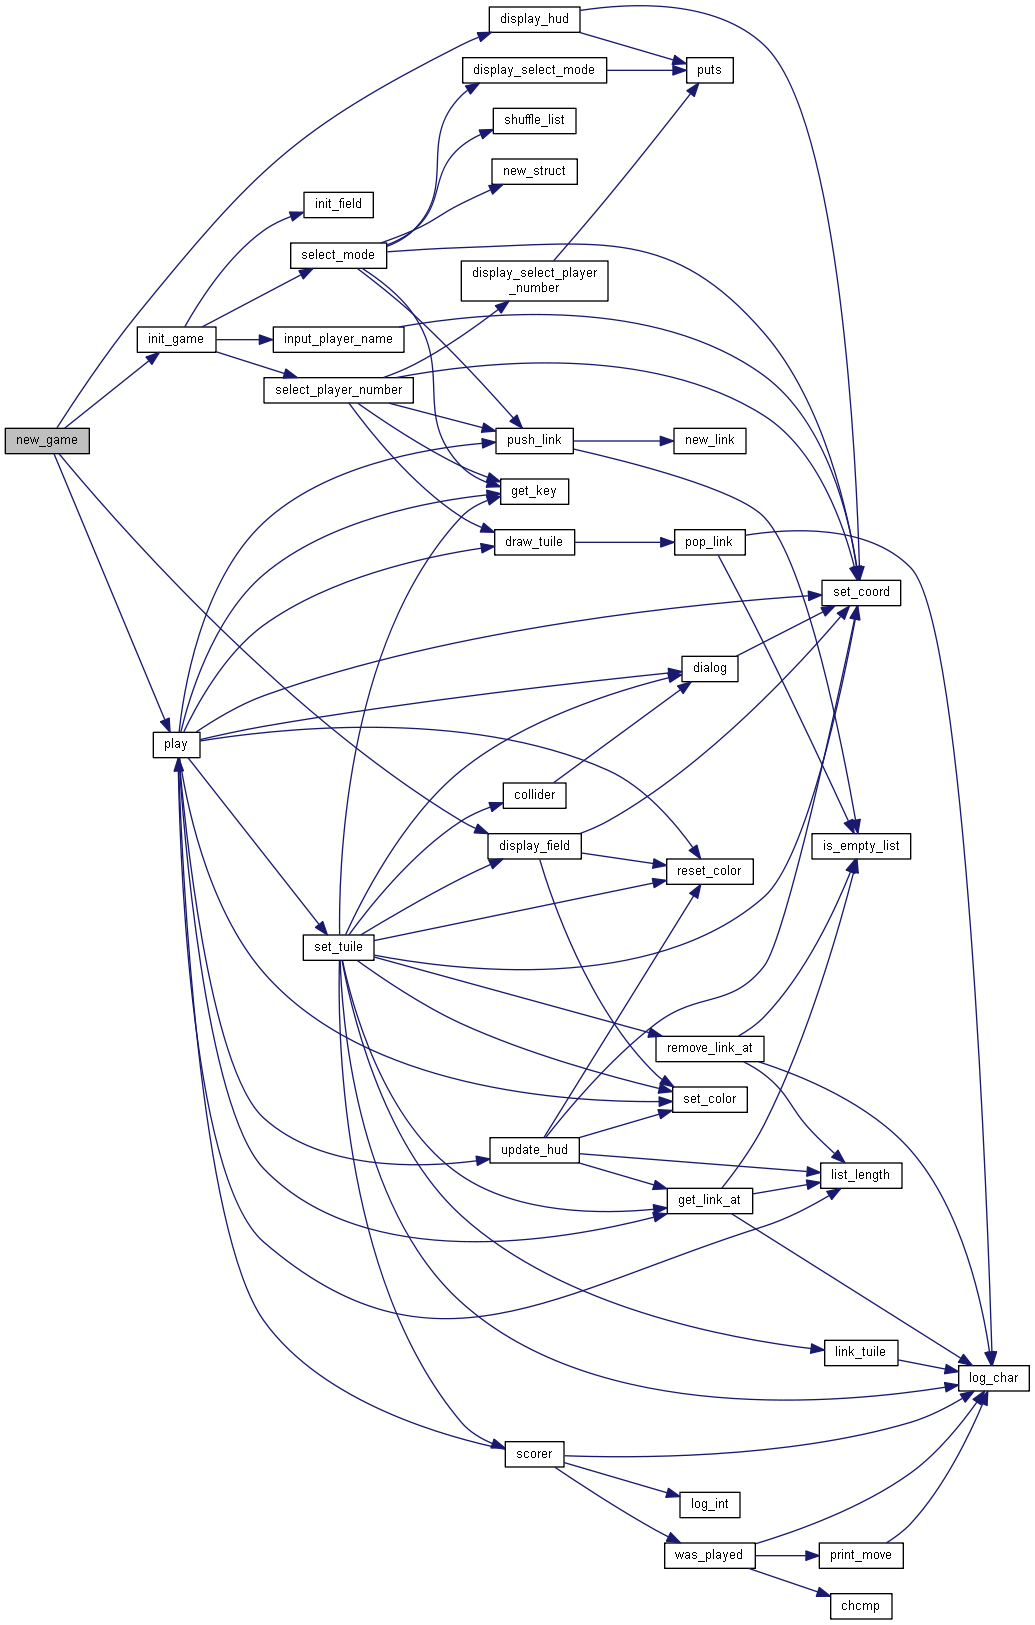 display_hud
display_select_mode
puts
shuffle_list
new_struct
init_field
select_mode
display_select_player
_number
init_game
input_player_name
select_player_number
new_game
push_link
new_link
get_key
draw_tuile
pop_link
set_coord
dialog
play
collider
display_field
is_empty_list
reset_color
set_tuile
remove_link_at
set_color
update_hud
list_length
get_link_at
link_tuile
log_char
scorer
log_int
was_played
print_move
chcmp